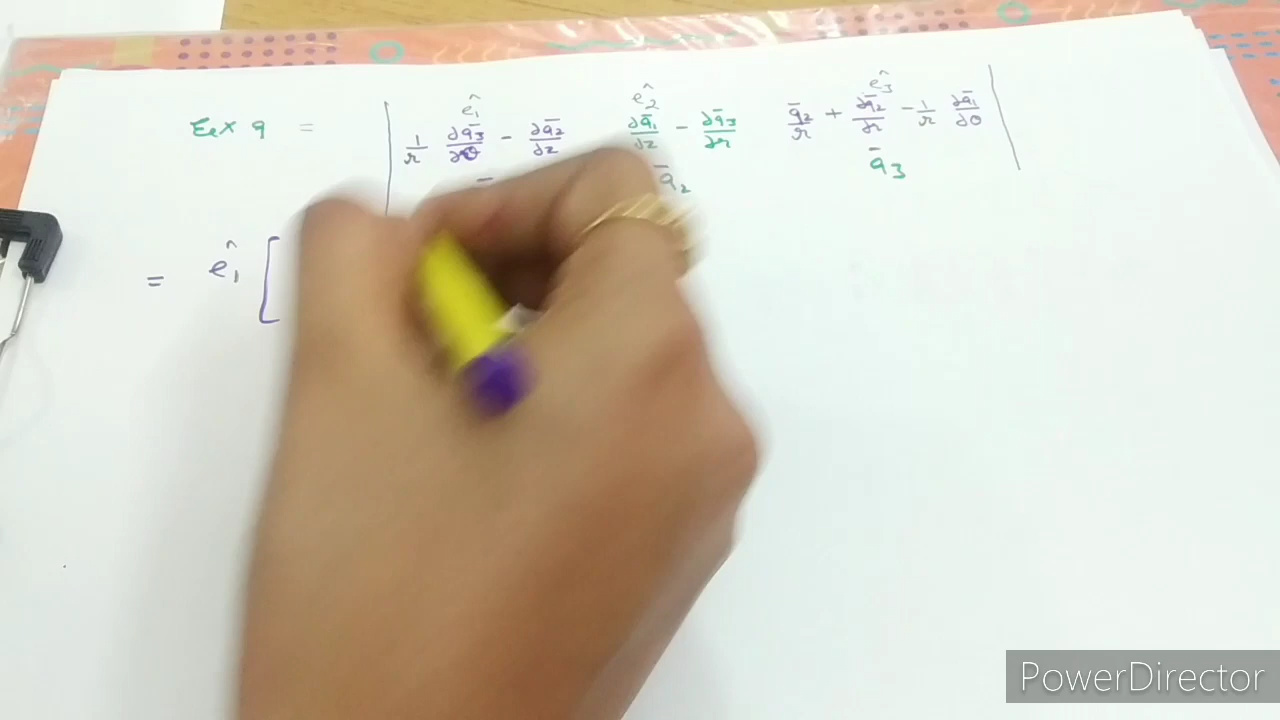 ê₁ ê₂ ê₃
× q = | 1/r ∂q̄₃/∂θ - ∂q̄₂/∂z ∂q̄₁/∂z - ∂q̄₃/∂r q̄₂/r + ∂q̄₂/∂r - 1/r ∂q̄₁/∂θ |
q̄₂ q̄₃
= ê₁ [
PowerDirector